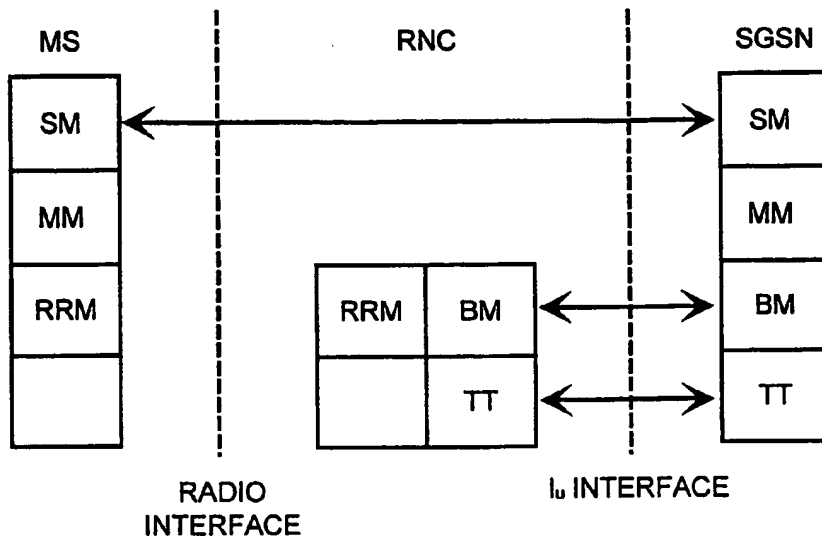 MS RNC SGSN
SM SM
MM MM
RRM RRM BM BM
TT TT
RADIO
INTERFACE
Iu INTERFACE